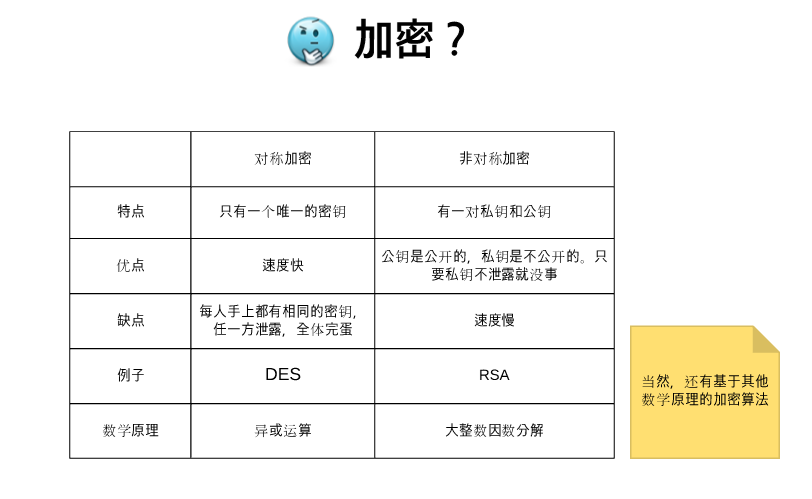 加密？
对称加密
非对称加密
特点
只有一个唯一的密钥
有一对私钥和公钥
优点
速度快
公钥是公开的，私钥是不公开的。只
要私钥不泄露就没事
缺点
每人手上都有相同的密钥，
任一方泄露，全体完蛋
速度慢
例子
DES
RSA
数学原理
异或运算
大整数因数分解
当然，还有基于其他
数学原理的加密算法